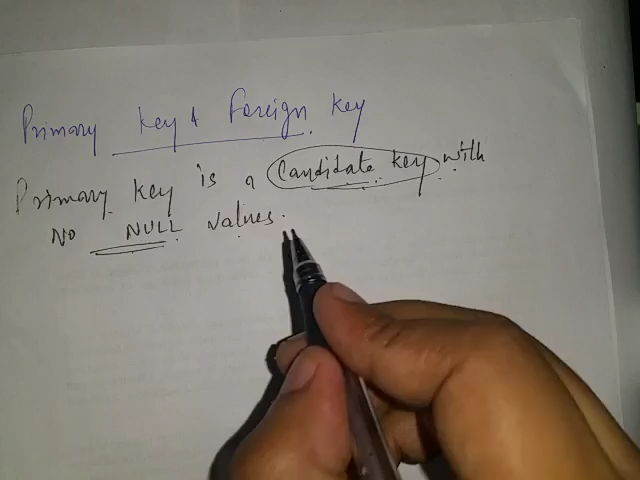 Primary key & Foreign key
Primary key is a Candidate key with
No NULL values.